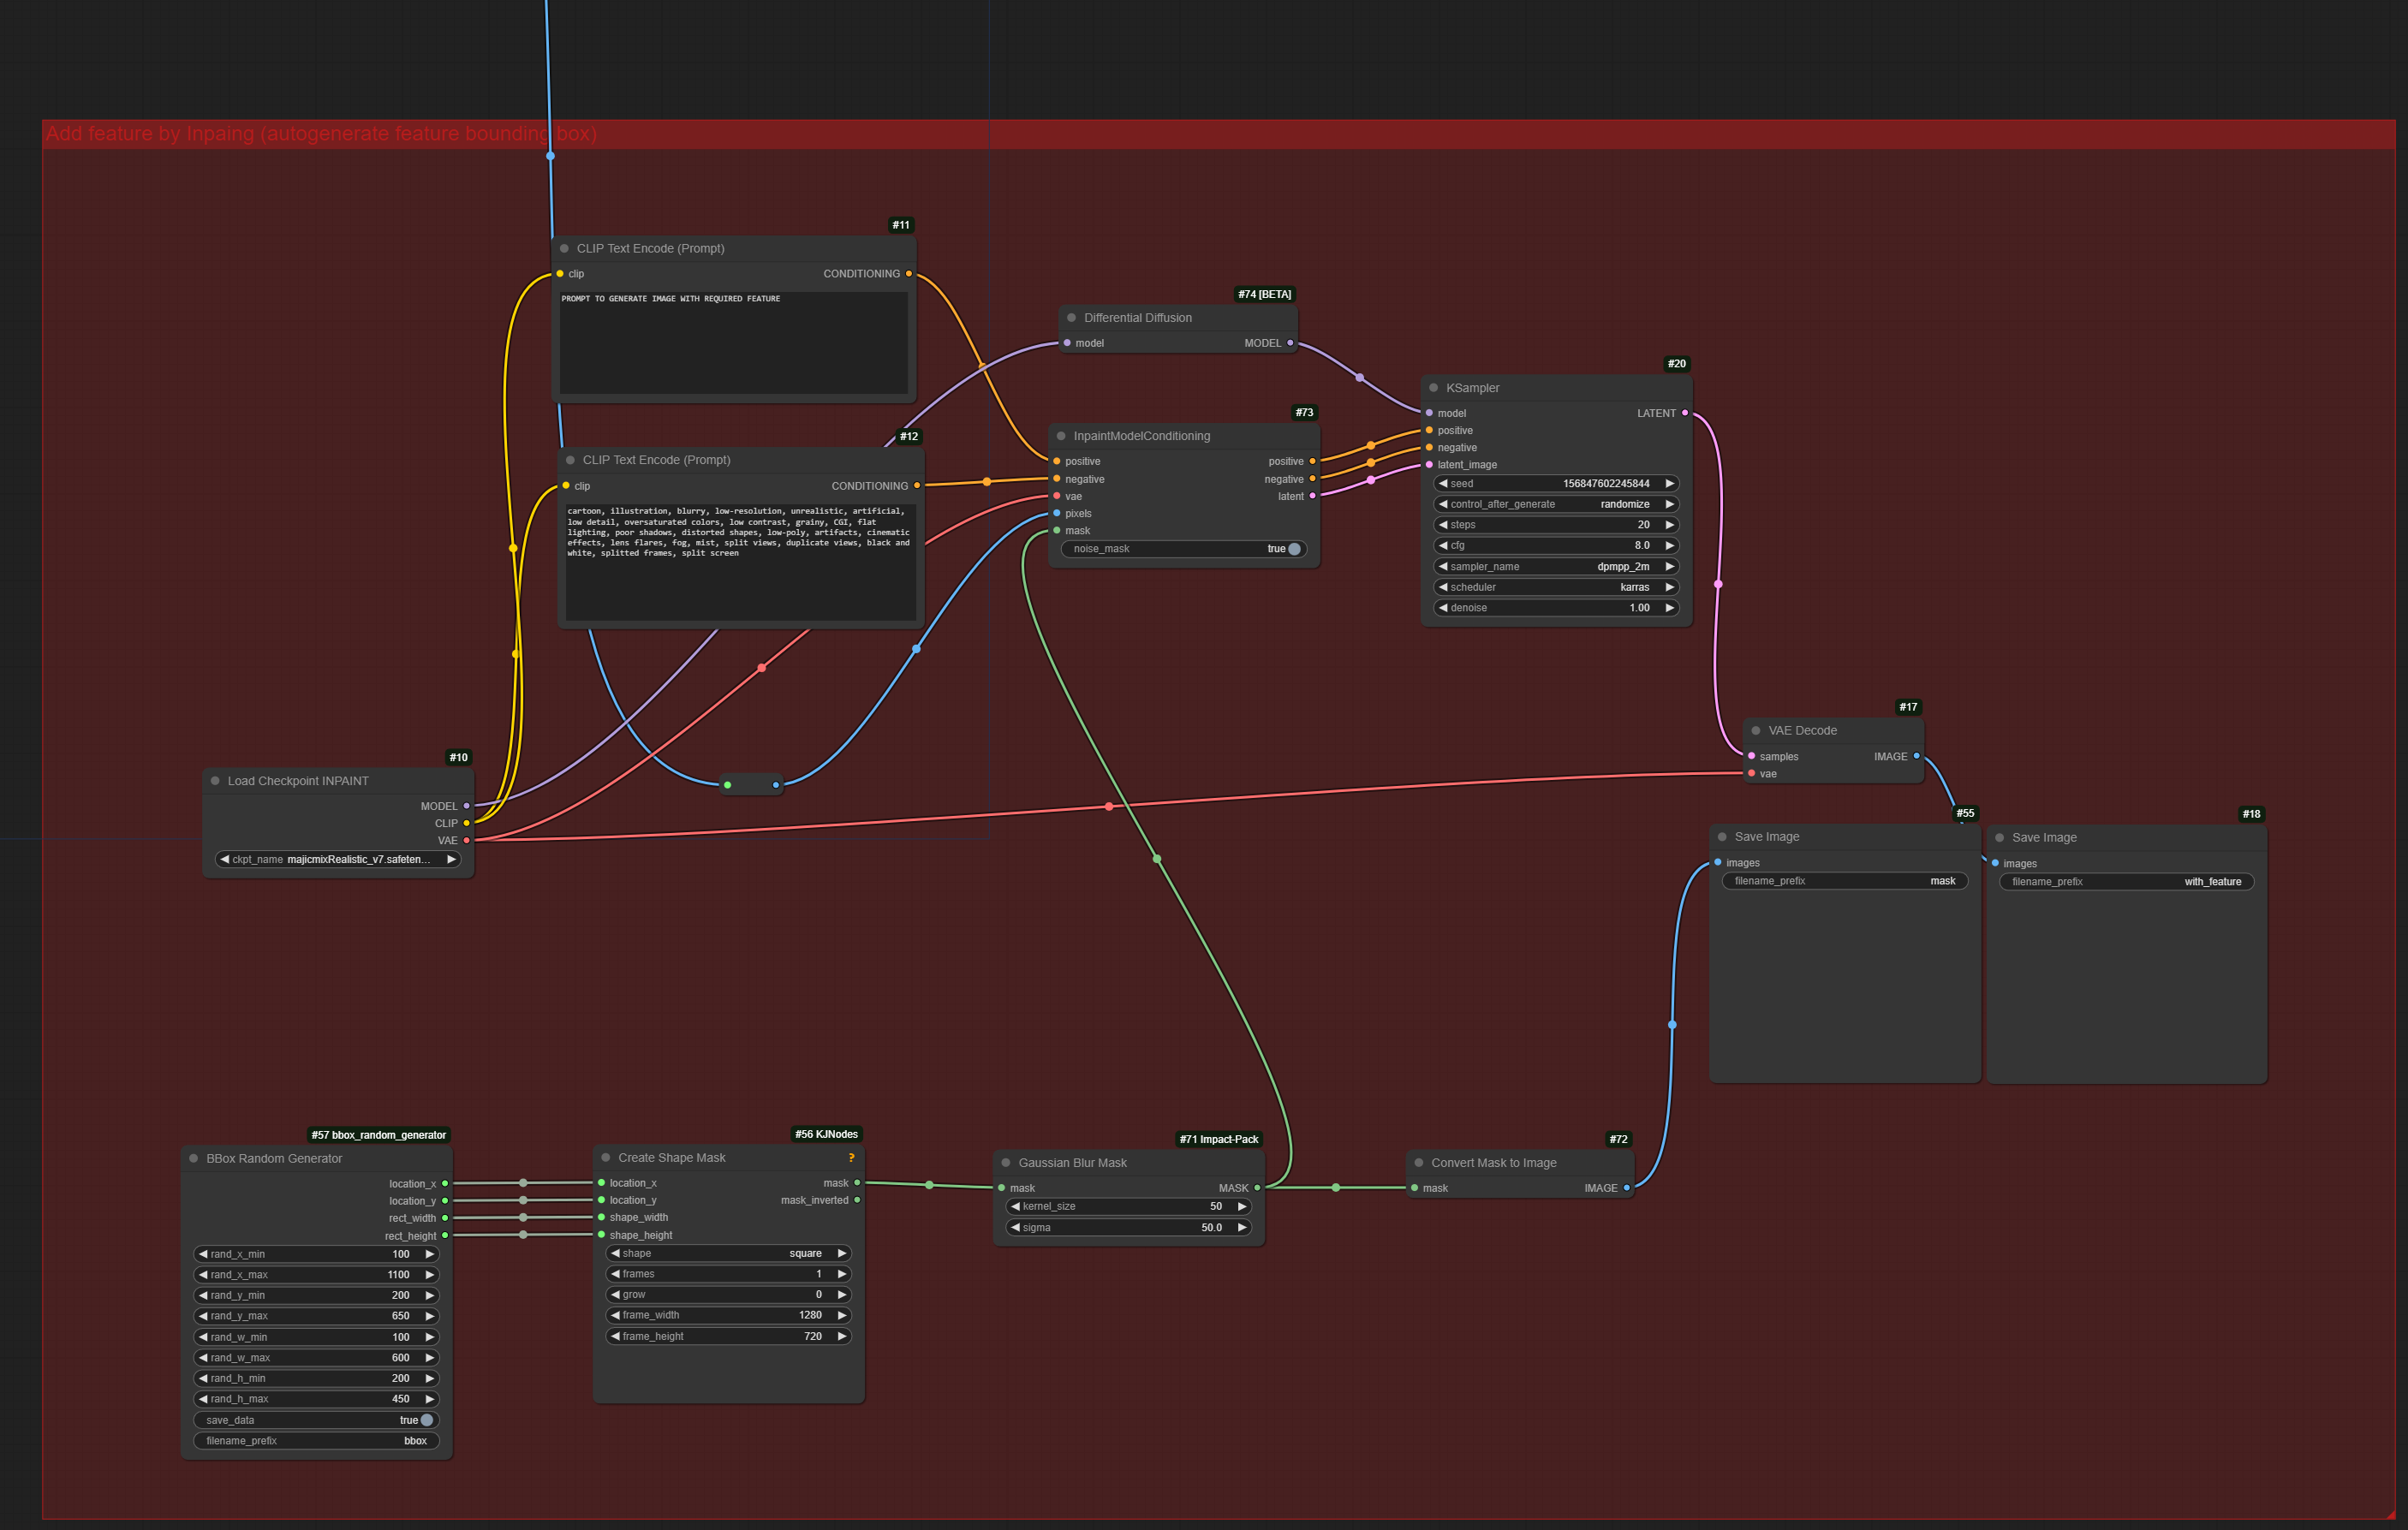 Add feature by Inpaing (autogenerate feature bounding box)
#11
CLIP Text Encode (Prompt)
clip CONDITIONING
PROMPT TO GENERATE IMAGE WITH REQUIRED FEATURE
#74 [BETA]
Differential Diffusion
model MODEL
#12
CLIP Text Encode (Prompt)
clip CONDITIONING
cartoon, illustration, blurry, low-resolution, unrealistic, artificial,
low detail, oversaturated colors, low contrast, grainy, CGI, flat
lighting, poor shadows, distorted shapes, low-poly, artifacts, cinematic
effects, lens flares, fog, mist, split views, duplicate views, black and
white, splitted frames, split screen
#73
InpaintModelConditioning
positive positive
negative negative
vae latent
pixels
mask
noise_mask true
#20
KSampler
model LATENT
positive
negative
latent_image
seed 156847602245844
control_after_generate randomize
steps 20
cfg 8.0
sampler_name dpmpp_2m
scheduler karras
denoise 1.00
#17
VAE Decode
samples IMAGE
vae
#10
Load Checkpoint INPAINT
MODEL
CLIP
VAE
ckpt_name majicmixRealistic_v7.safeten...
#55
Save Image
images
filename_prefix mask
#18
Save Image
images
filename_prefix with_feature
#57 bbox_random_generator
BBox Random Generator
location_x
location_y
rect_width
rect_height
rand_x_min 100
rand_x_max 1100
rand_y_min 200
rand_y_max 650
rand_w_min 100
rand_w_max 600
rand_h_min 200
rand_h_max 450
save_data true
filename_prefix bbox
#56 KJNodes
Create Shape Mask ?
location_x mask
location_y mask_inverted
shape_width
shape_height
shape square
frames 1
grow 0
frame_width 1280
frame_height 720
#71 Impact-Pack
Gaussian Blur Mask
mask MASK
kernel_size 50
sigma 50.0
#72
Convert Mask to Image
mask IMAGE